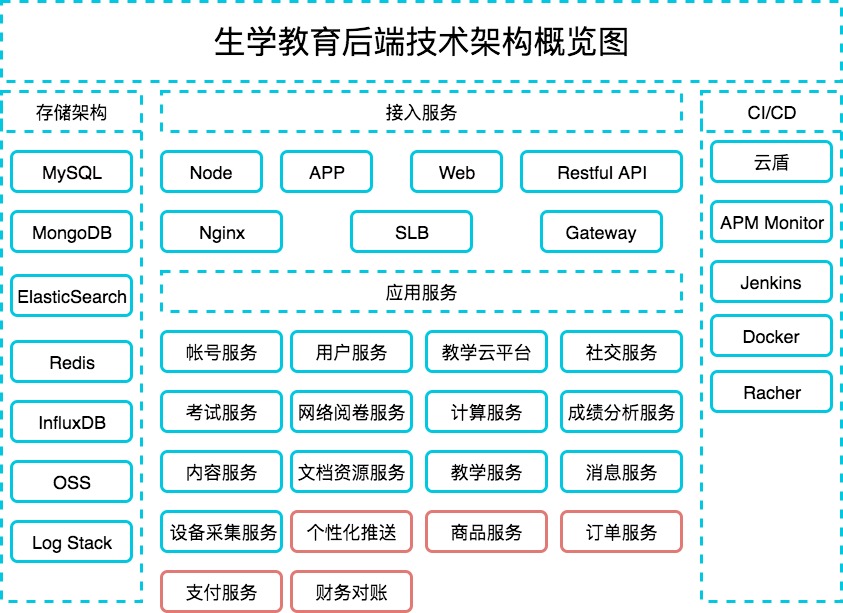 生学教育后端技术架构概览图
存储架构
MySQL
MongoDB
ElasticSearch
Redis
InfluxDB
OSS
Log Stack
接入服务
Node
APP
Web
Restful API
Nginx
SLB
Gateway
应用服务
帐号服务
用户服务
教学云平台
社交服务
考试服务
网络阅卷服务
计算服务
成绩分析服务
内容服务
文档资源服务
教学服务
消息服务
设备采集服务
个性化推送
商品服务
订单服务
支付服务
财务对账
CI/CD
云盾
APM Monitor
Jenkins
Docker
Racher